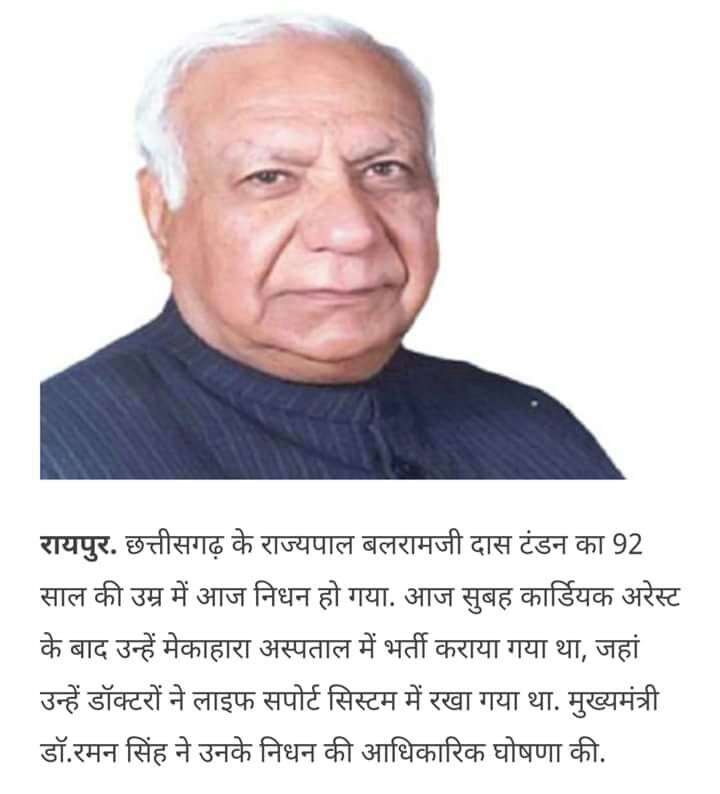 रायपुर. छत्तीसगढ़ के राज्यपाल बलरामजी दास टंडन का 92
साल की उम्र में आज निधन हो गया. आज सुबह कार्डियक अरेस्ट
के बाद उन्हें मेकाहारा अस्पताल में भर्ती कराया गया था, जहां
उन्हें डॉक्टरों ने लाइफ सपोर्ट सिस्टम में रखा गया था. मुख्यमंत्री
डॉ.रमन सिंह ने उनके निधन की आधिकारिक घोषणा की.